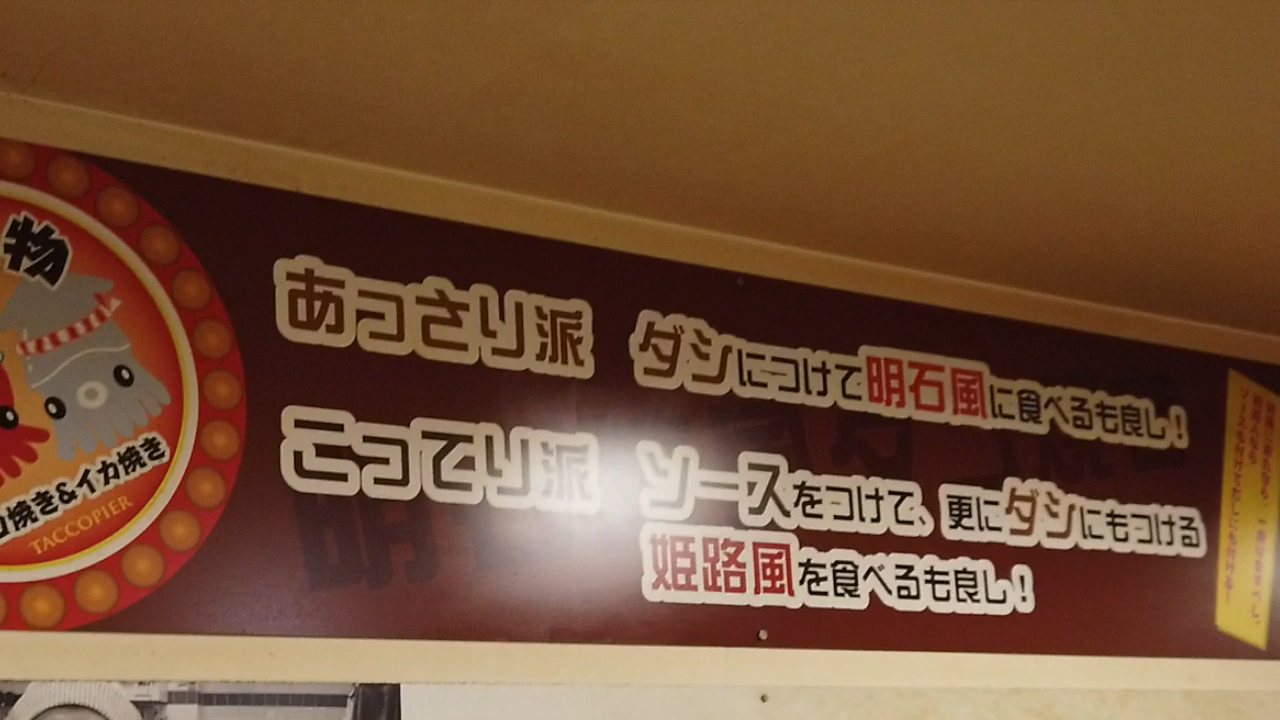 物
焼き&イカ焼き
TACCOPIER
あっさり派 ダシにつけて明石風に食べるも良し!
こってり派 ソースをつけて、更にダシにもつける
姫路風を食べるも良し!